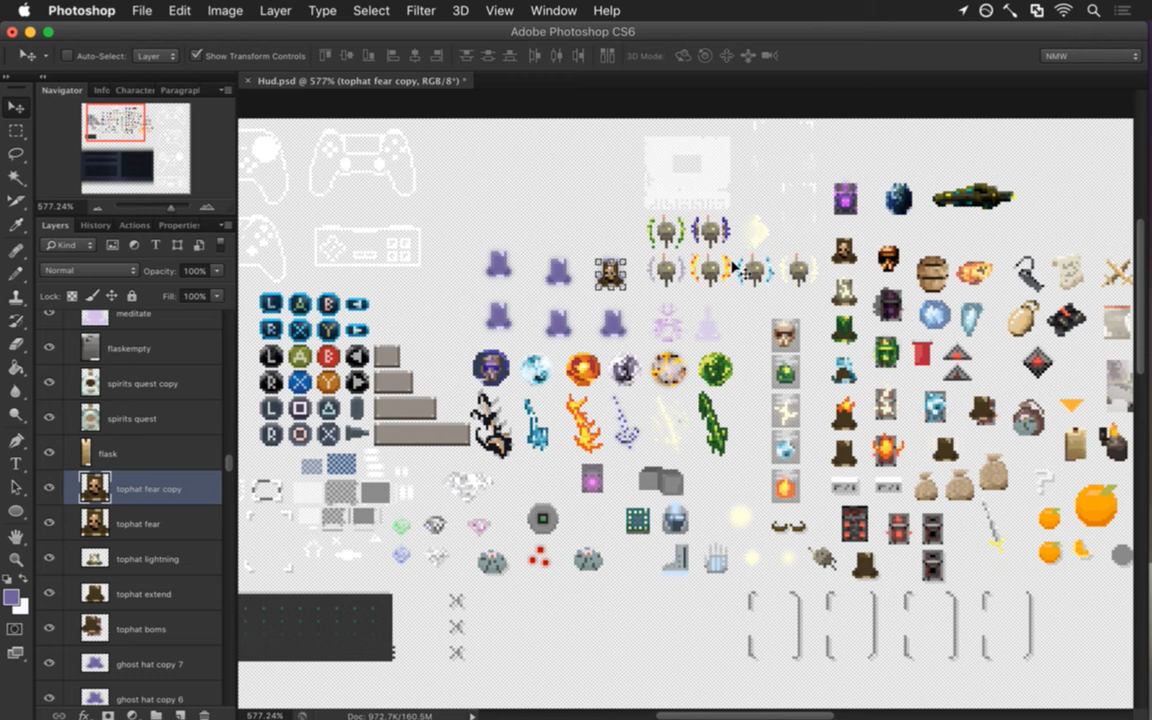 Photoshop File Edit Image Layer Type Select Filter 3D View Window Help
Adobe Photoshop CS6
Auto-Select: Layer Show Transform Controls 3D Mode: NMW
Hud.psd @ 577% (tophat fear copy, RGB/8*) *
Navigator Info Character Paragrapl
577.24%
Layers History Actions Propertie:
Kind
Normal Opacity: 100%
Lock: Fill: 100%
meditate
flaskempty
spirits quest copy
spirits quest
flask
tophat fear copy
tophat fear
tophat lightning
tophat extend
tophat boms
ghost hat copy 7
ghost hat copy 6
L A B
R X Y
L A B
R X Y
L
R X
fx
577.24% Doc: 972.7K/160.5M